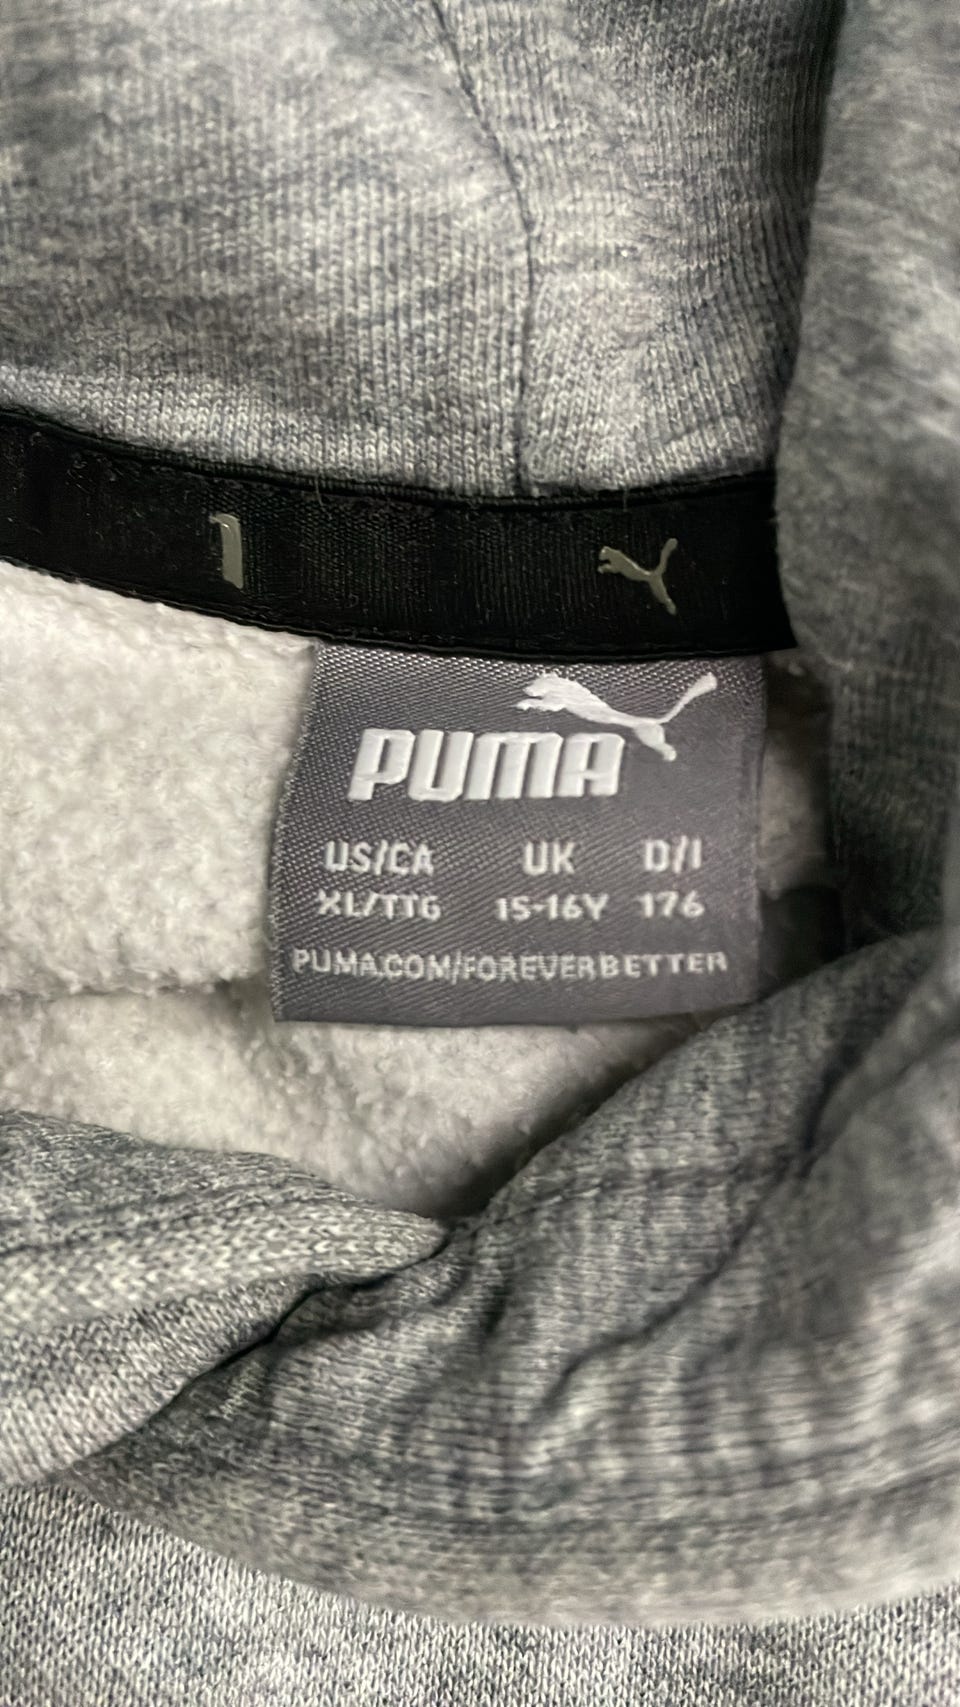 1
PUMA
US/CA UK D/I
XL/TTG 15-16Y 176
PUMA.COM/FOREVERBETTER